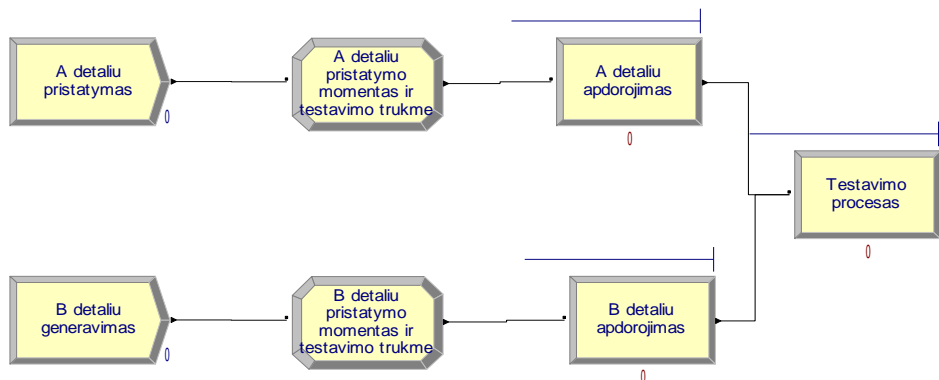 A detaliu
pristatymas
0
A detaliu
pristatymo
momentas ir
testavimo trukme
A detaliu
apdorojimas
0
Testavimo
procesas
0
B detaliu
generavimas
0
B detaliu
pristatymo
momentas ir
testavimo trukme
B detaliu
apdorojimas
0